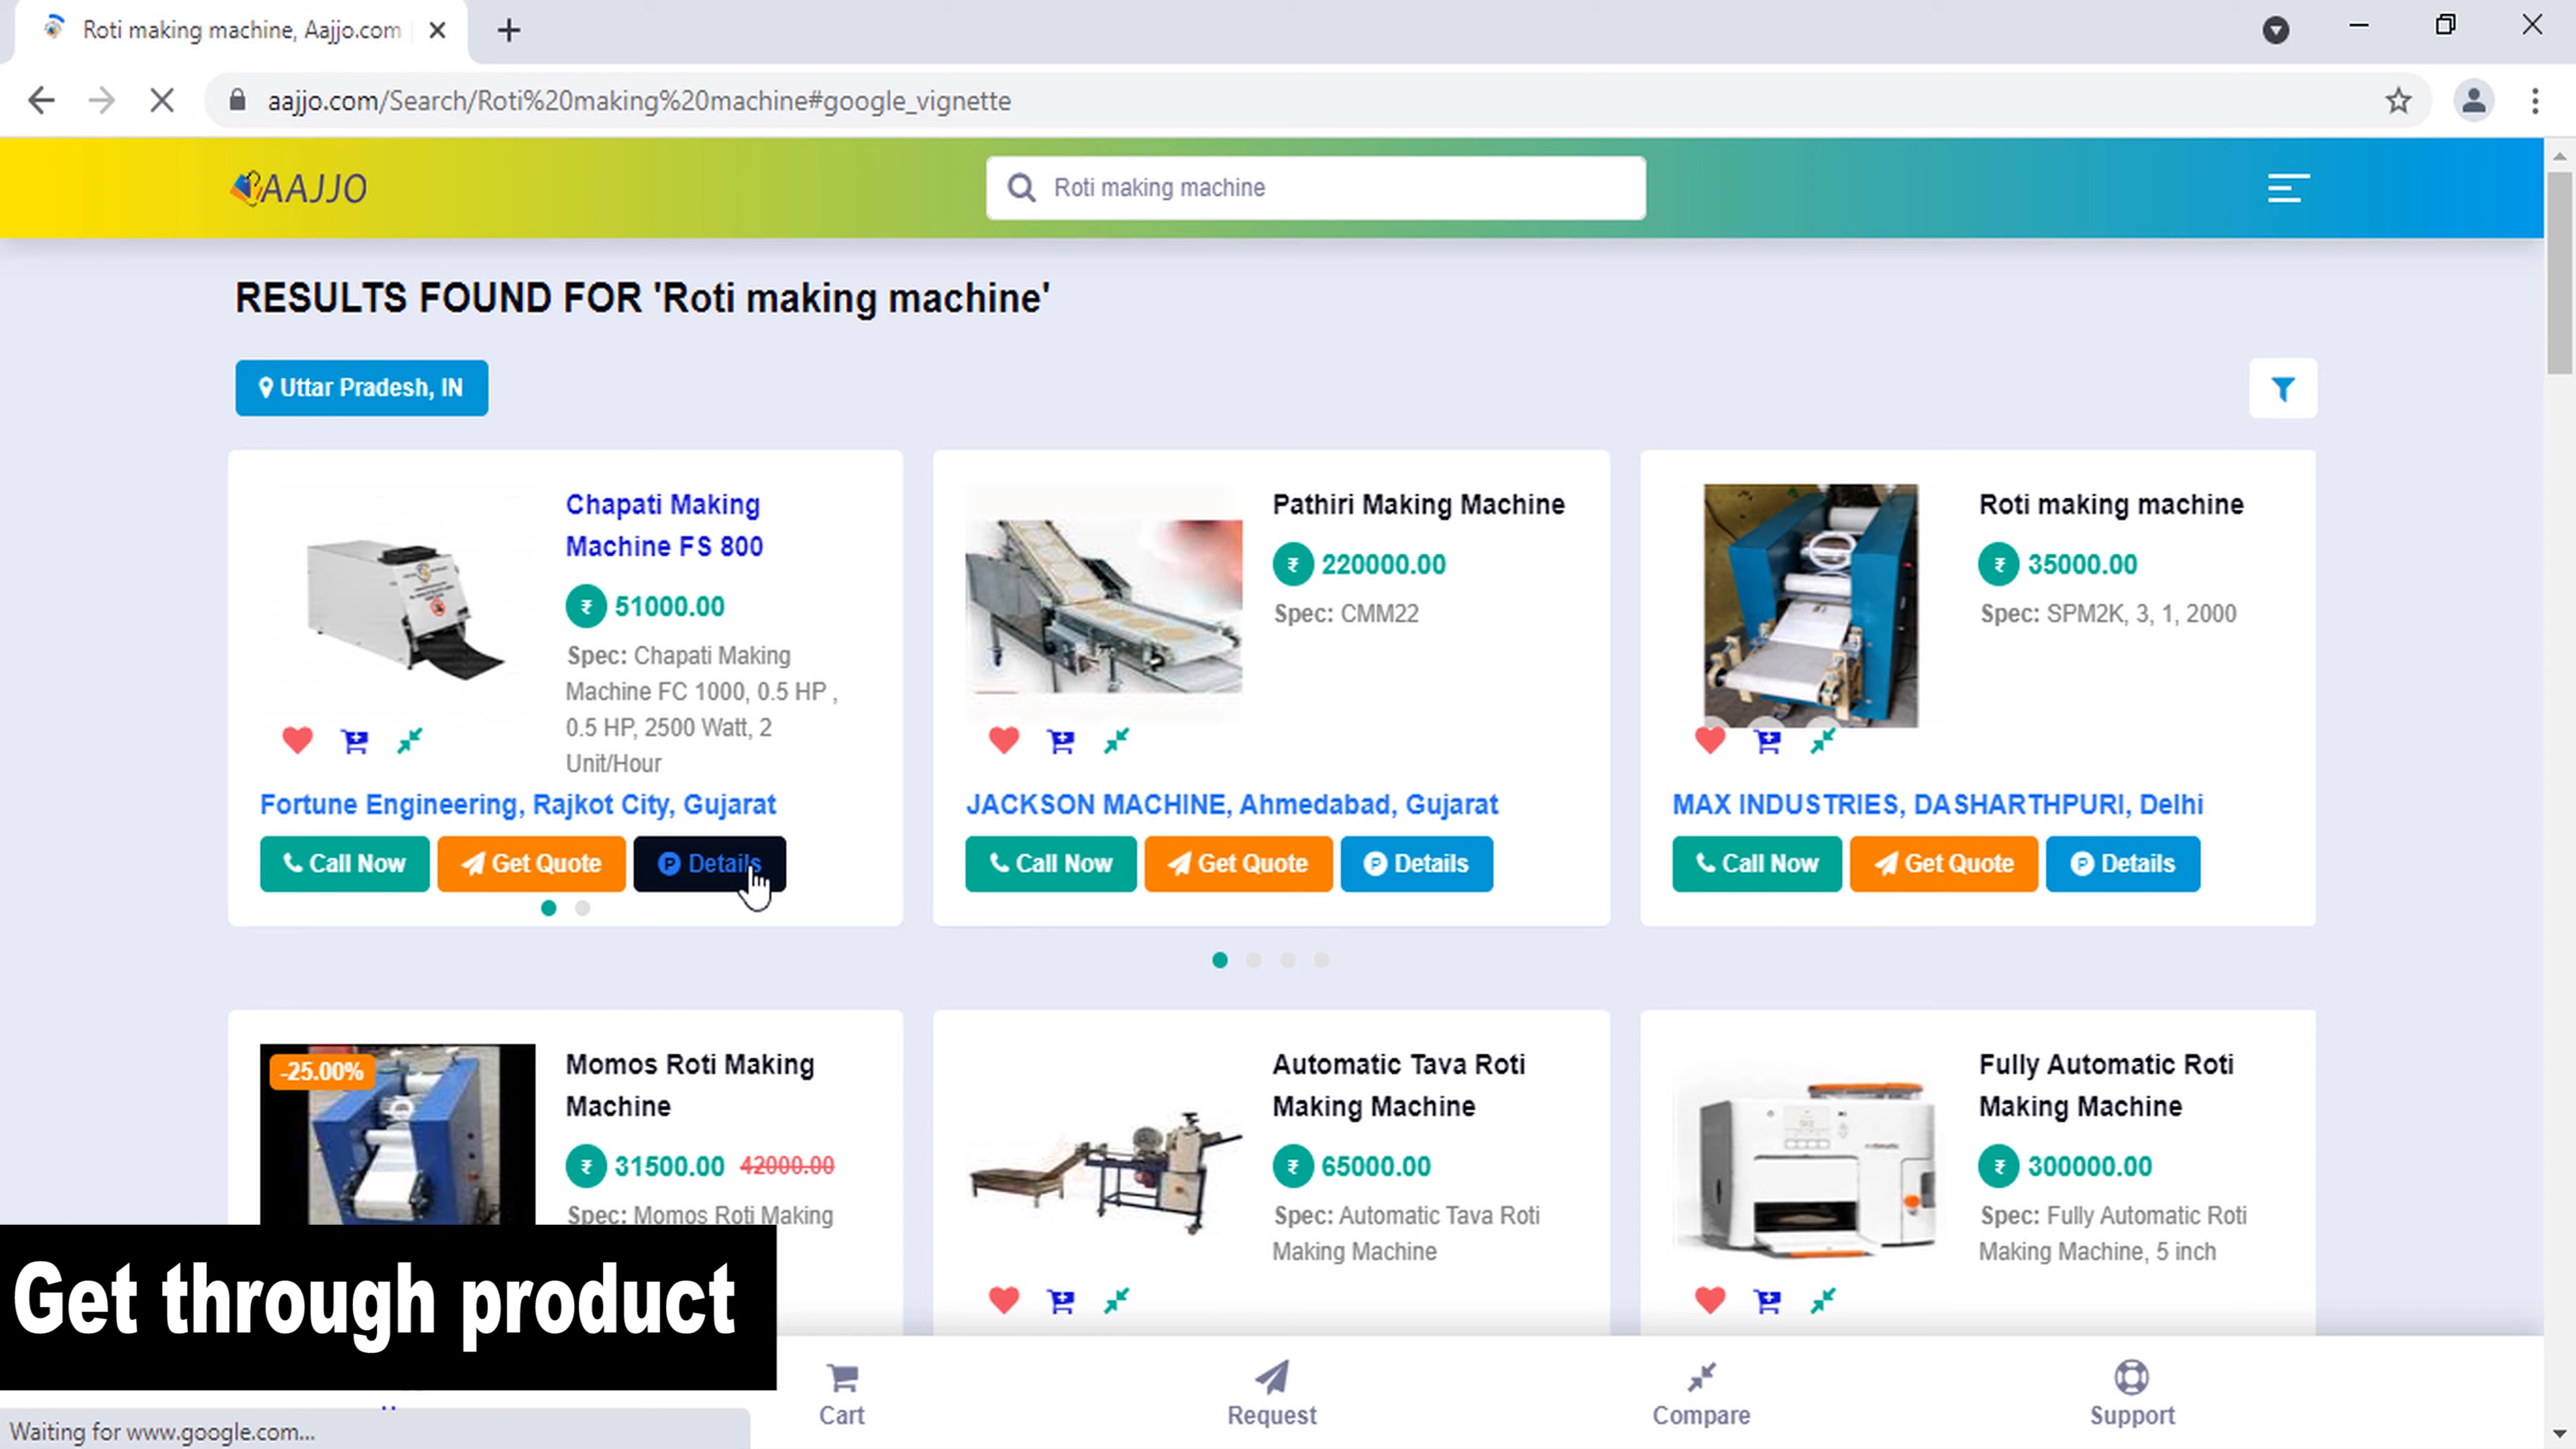 Roti making machine, Aajjo.com
aajjo.com/Search/Roti%20making%20machine#google_vignette
AAJJO
Roti making machine
RESULTS FOUND FOR 'Roti making machine'
Uttar Pradesh, IN
Chapati Making
Machine FS 800
₹ 51000.00
Spec: Chapati Making
Machine FC 1000, 0.5 HP ,
0.5 HP, 2500 Watt, 2
Unit/Hour
Fortune Engineering, Rajkot City, Gujarat
Call Now Get Quote Details
Pathiri Making Machine
₹ 220000.00
Spec: CMM22
JACKSON MACHINE, Ahmedabad, Gujarat
Call Now Get Quote Details
Roti making machine
₹ 35000.00
Spec: SPM2K, 3, 1, 2000
MAX INDUSTRIES, DASHARTHPURI, Delhi
Call Now Get Quote Details
-25.00%
Momos Roti Making
Machine
₹ 31500.00 42000.00
Spec: Momos Roti Making
Automatic Tava Roti
Making Machine
₹ 65000.00
Spec: Automatic Tava Roti
Making Machine
Fully Automatic Roti
Making Machine
₹ 300000.00
Spec: Fully Automatic Roti
Making Machine, 5 inch
Get through product
Cart
Request
Compare
Support
Waiting for www.google.com...